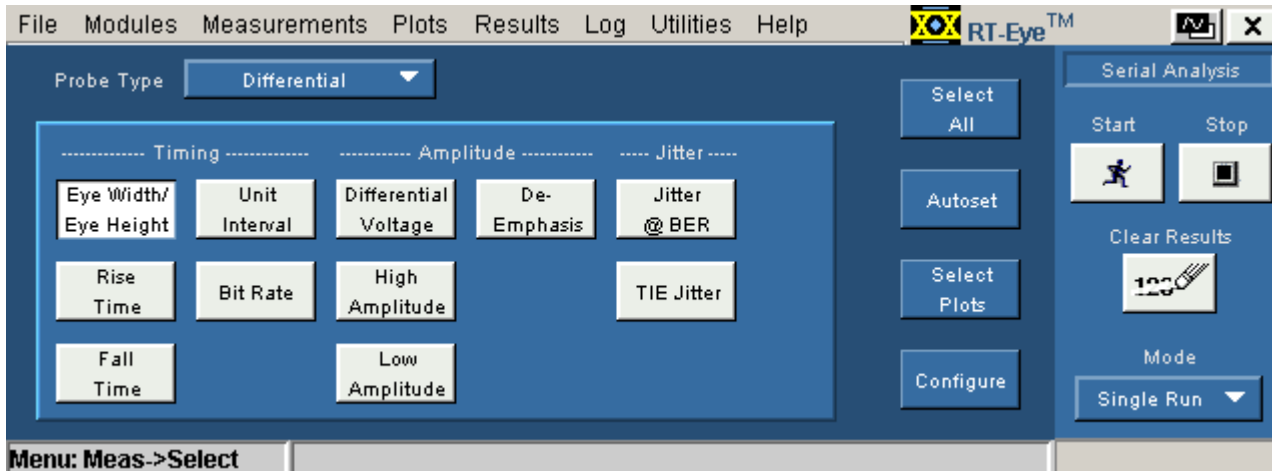 File Modules Measurements Plots Results Log Utilities Help
RT-Eye™
Probe Type
Differential
------------- Timing -------------
------------ Amplitude ------------
----- Jitter -----
Eye Width/
Eye Height
Unit
Interval
Differential
Voltage
De-
Emphasis
Jitter
@ BER
Rise
Time
Bit Rate
High
Amplitude
TIE Jitter
Fall
Time
Low
Amplitude
Select
All
Autoset
Select
Plots
Configure
Serial Analysis
Start
Stop
Clear Results
123
Mode
Single Run
Menu: Meas->Select